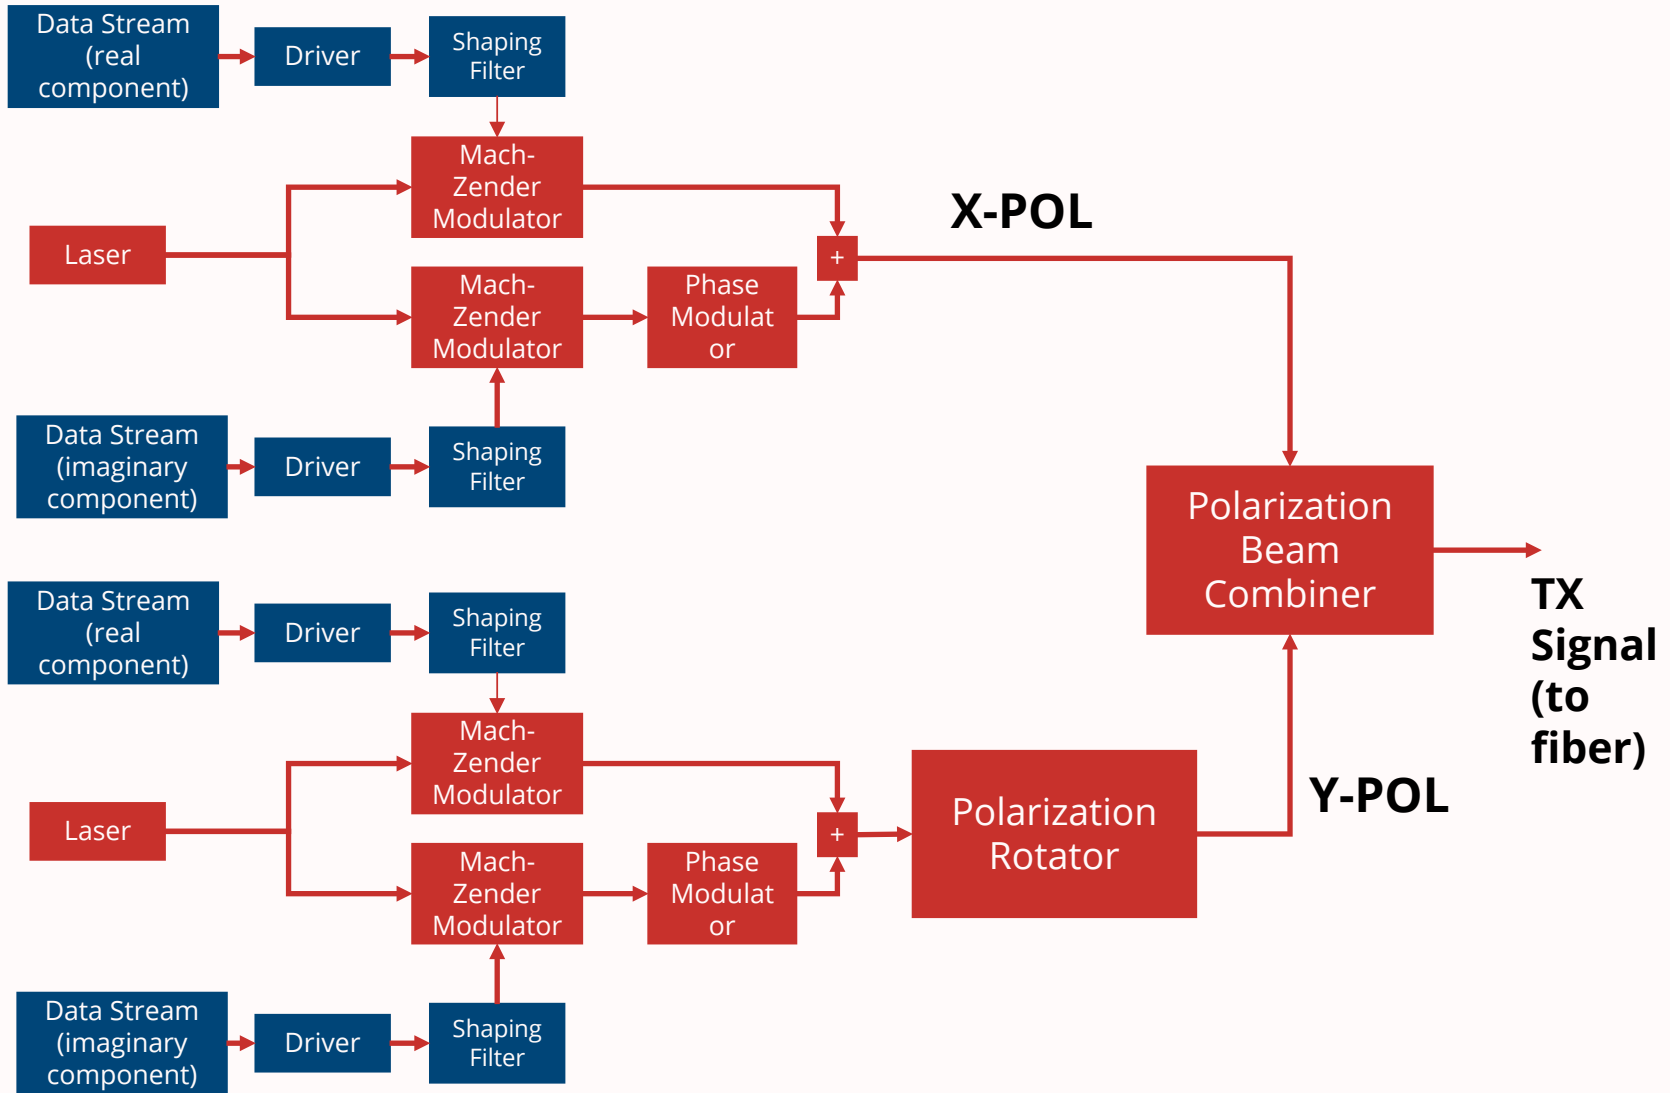 Data Stream
(real
component)
Driver
Shaping
Filter
Mach-
Zender
Modulator
X-POL
Laser
+
Mach-
Zender
Modulator
Phase
Modulat
or
Data Stream
(imaginary
component)
Driver
Shaping
Filter
Polarization
Beam
Combiner
TX
Signal
(to
fiber)
Data Stream
(real
component)
Driver
Shaping
Filter
Mach-
Zender
Modulator
Laser
+
Polarization
Rotator
Y-POL
Mach-
Zender
Modulator
Phase
Modulat
or
Data Stream
(imaginary
component)
Driver
Shaping
Filter